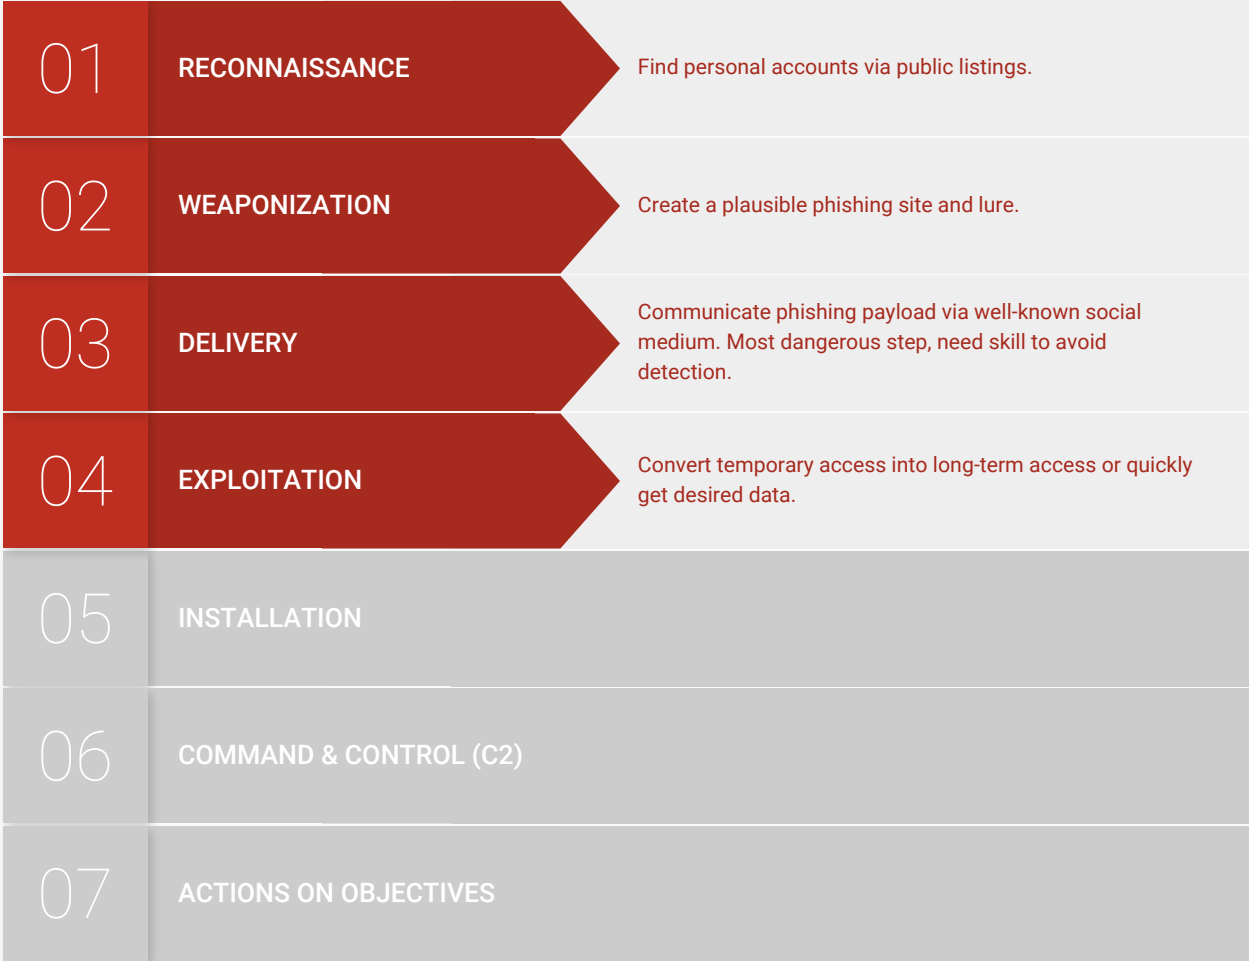 01
RECONNAISSANCE
Find personal accounts via public listings.
02
WEAPONIZATION
Create a plausible phishing site and lure.
03
DELIVERY
Communicate phishing payload via well-known social
medium. Most dangerous step, need skill to avoid
detection.
04
EXPLOITATION
Convert temporary access into long-term access or quickly
get desired data.
05
INSTALLATION
06
COMMAND & CONTROL (C2)
07
ACTIONS ON OBJECTIVES